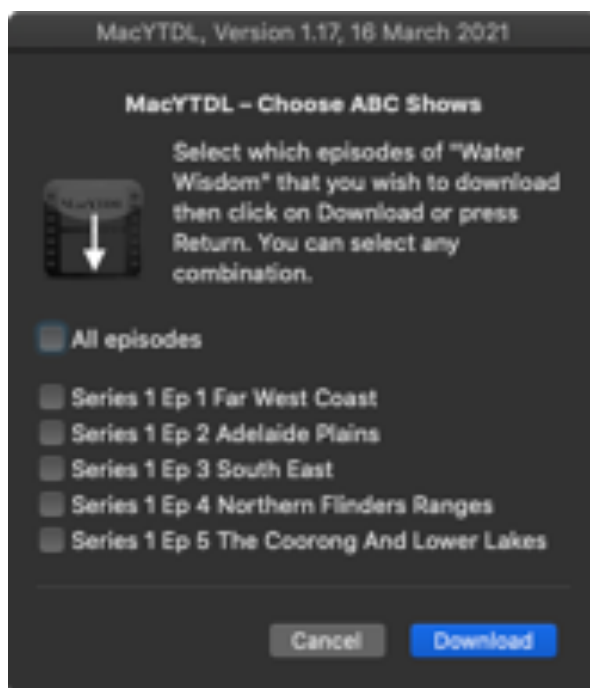 MacYTDL, Version 1.17, 16 March 2021
MacYTDL – Choose ABC Shows
Select which episodes of "Water
Wisdom" that you wish to download
then click on Download or press
Return. You can select any
combination.
MacYTDL
All episodes
Series 1 Ep 1 Far West Coast
Series 1 Ep 2 Adelaide Plains
Series 1 Ep 3 South East
Series 1 Ep 4 Northern Flinders Ranges
Series 1 Ep 5 The Coorong And Lower Lakes
Cancel
Download